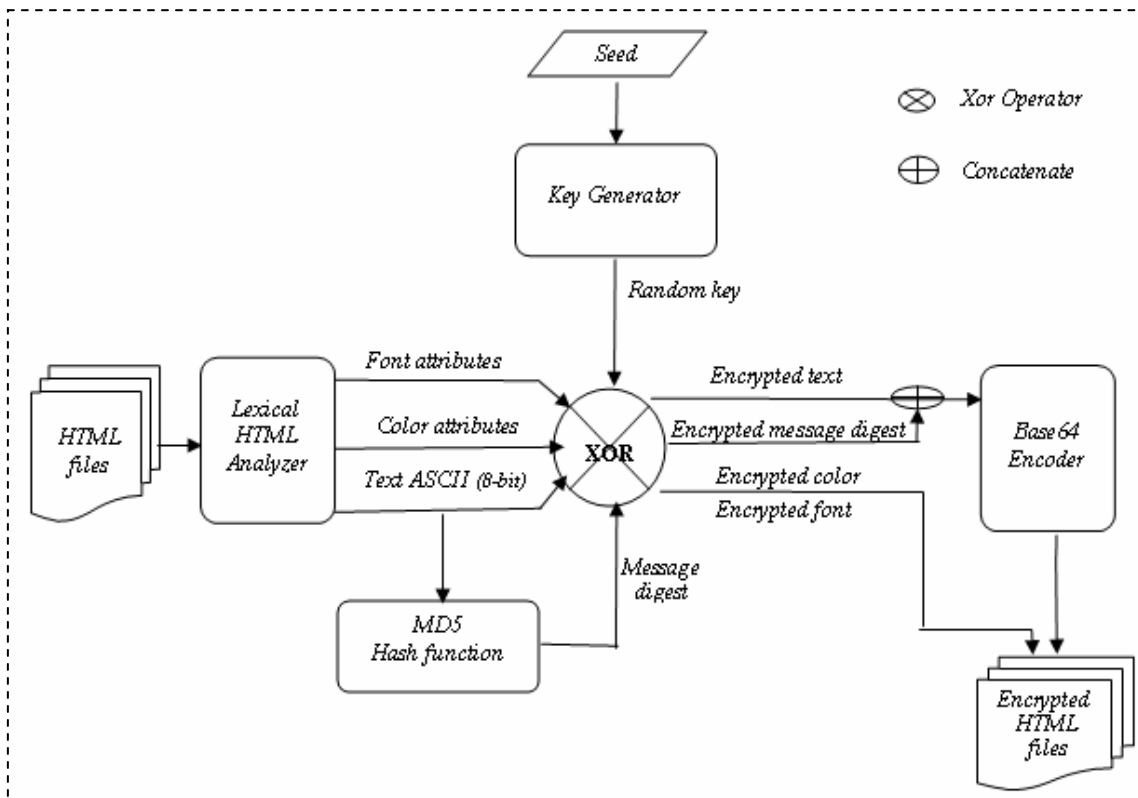 Seed
Xor Operator
Key Generator
Concatenate
Random key
Font attributes
Encrypted text
HTML
files
Lexical
HTML
Analyzer
Color attributes
XOR
Encrypted message digest
Base64
Encoder
Text ASCII (8-bit)
Encrypted color
Encrypted font
Message
digest
MD5
Hash function
Encrypted
HTML
files